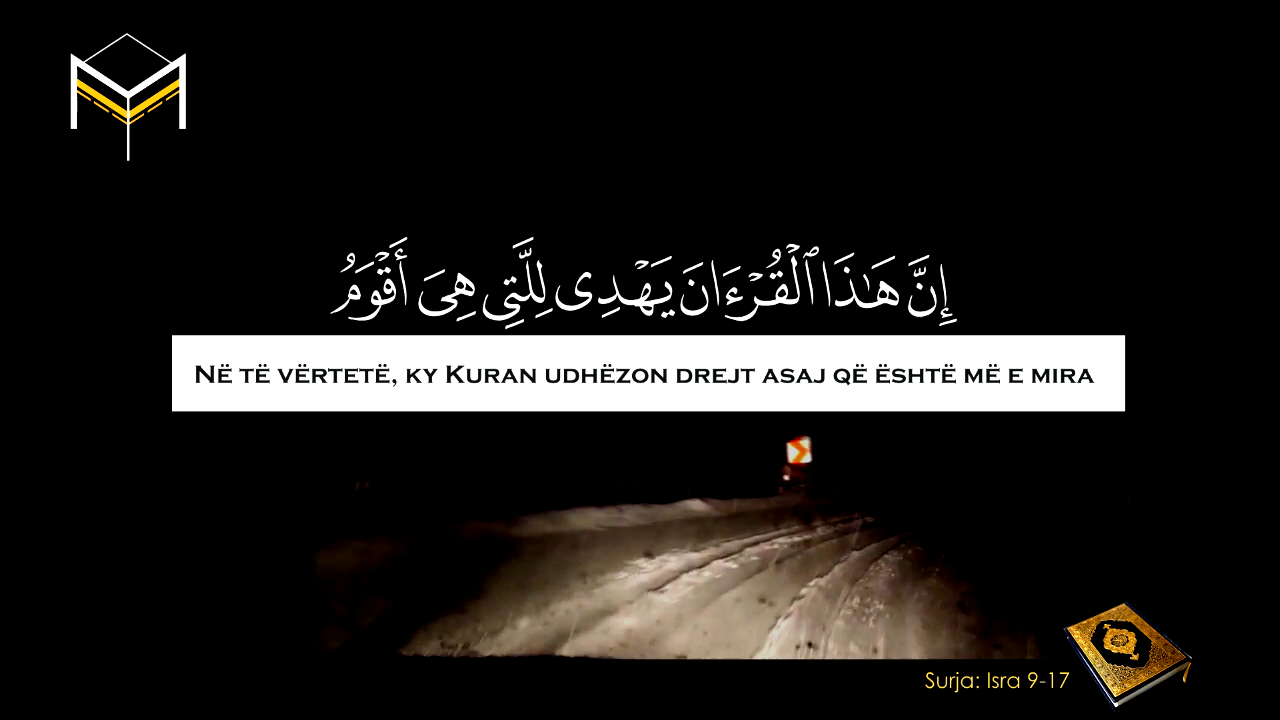 إِنَّ هَـٰذَا ٱلْقُرْءَانَ يَهْدِى لِلَّتِى هِىَ أَقْوَمُ
NË TË VËRTETË, KY KURAN UDHËZON DREJT ASAJ QË ËSHTË MË E MIRA
Surja: Isra 9-17